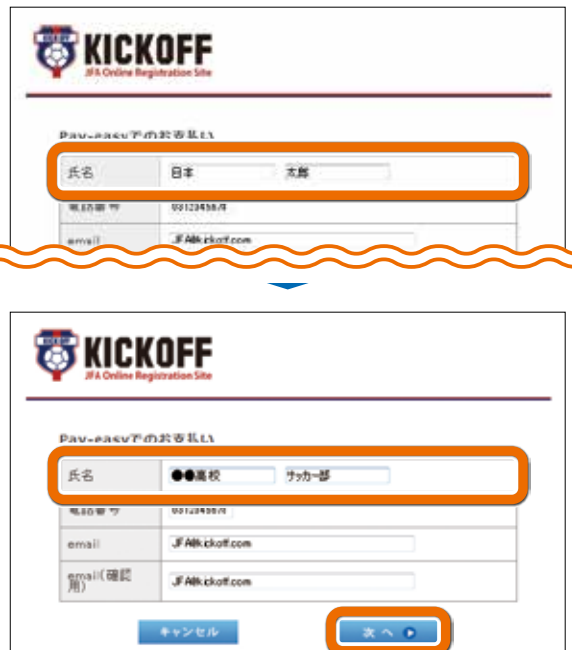 KICKOFF
JFA Online Registration Site
Pay-easyでのお支払い
氏名 日本 太郎
電話番号 0312345678
email JFA@kickoff.com
KICKOFF
JFA Online Registration Site
Pay-easyでのお支払い
氏名 ●●高校 サッカー部
電話番号 0312345678
email JFA@kickoff.com
email(確認用) JFA@kickoff.com
キャンセル 次へ